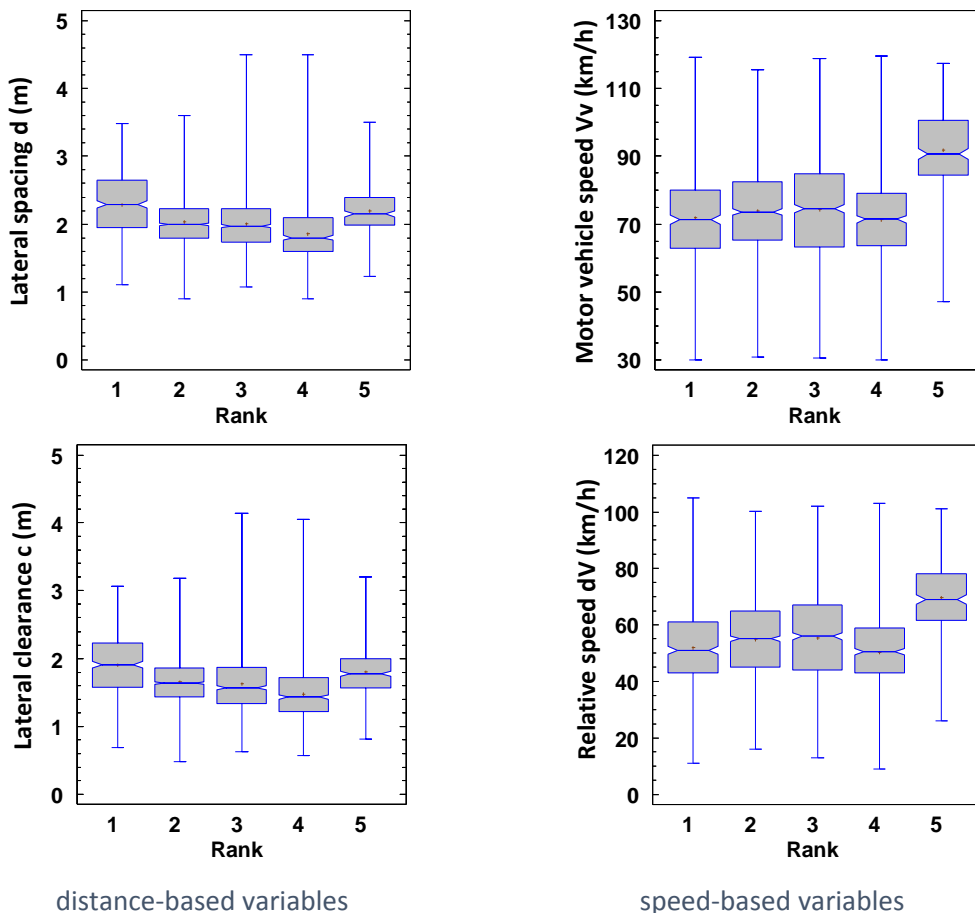 Lateral spacing d (m)
5
4
3
2
1
0
1 2 3 4 5
Rank
Motor vehicle speed Vv (km/h)
130
110
90
70
50
30
1 2 3 4 5
Rank
Lateral clearance c (m)
5
4
3
2
1
0
1 2 3 4 5
Rank
Relative speed dV (km/h)
120
100
80
60
40
20
0
1 2 3 4 5
Rank
distance-based variables
speed-based variables